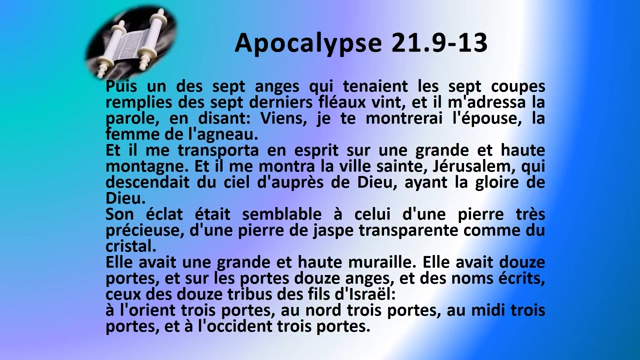 Apocalypse 21.9-13
Puis un des sept anges qui tenaient les sept coupes
remplies des sept derniers fléaux vint, et il m'adressa la
parole, en disant: Viens, je te montrerai l'épouse, la
femme de l'agneau.
Et il me transporta en esprit sur une grande et haute
montagne. Et il me montra la ville sainte, Jérusalem, qui
descendait du ciel d'auprès de Dieu, ayant la gloire de
Dieu.
Son éclat était semblable à celui d'une pierre très
précieuse, d'une pierre de jaspe transparente comme du
cristal.
Elle avait une grande et haute muraille. Elle avait douze
portes, et sur les portes douze anges, et des noms écrits,
ceux des douze tribus des fils d'Israël:
à l'orient trois portes, au nord trois portes, au midi trois
portes, et à l'occident trois portes.